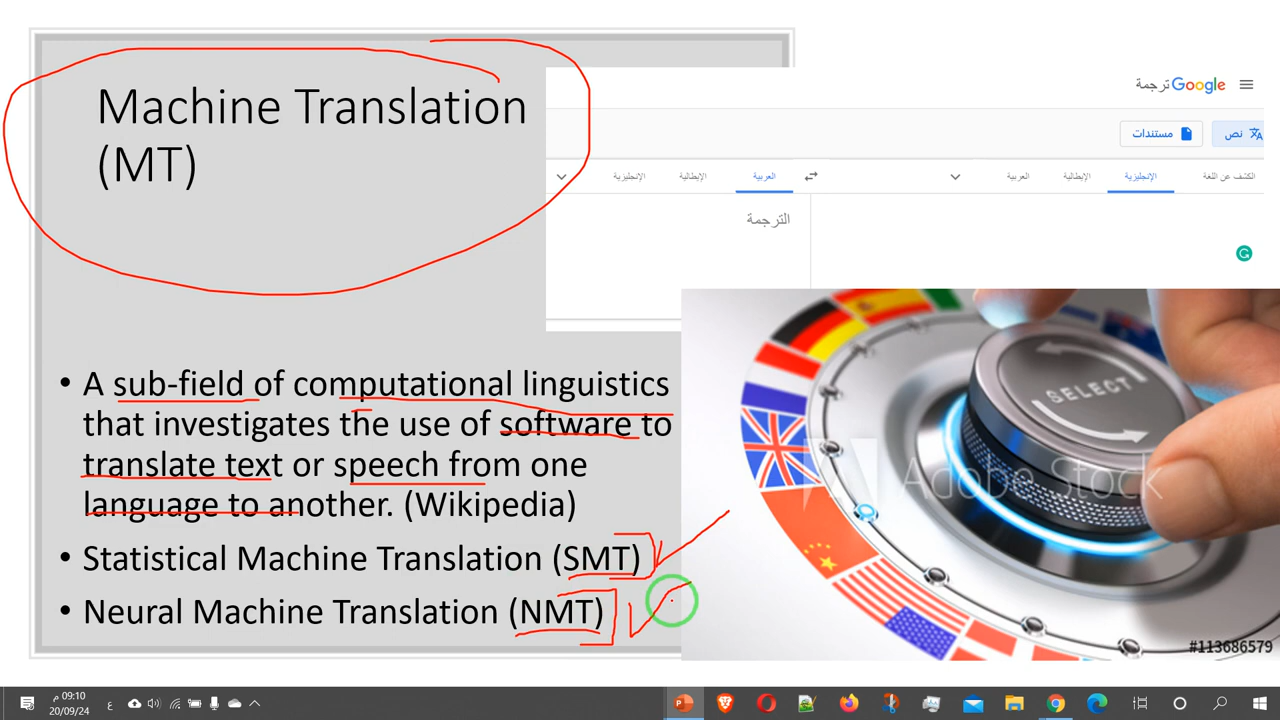 Machine Translation
(MT)
ترجمة Google
نص
مستندات
الكشف عن اللغة
الإنجليزية
الإيطالية
العربية
العربية
الإيطالية
الإنجليزية
الترجمة
• A sub-field of computational linguistics
that investigates the use of software to
translate text or speech from one
language to another. (Wikipedia)
• Statistical Machine Translation (SMT)
• Neural Machine Translation (NMT)
SELECT
Adobe Stock
#113686579
09:10 م
20/09/24
ع